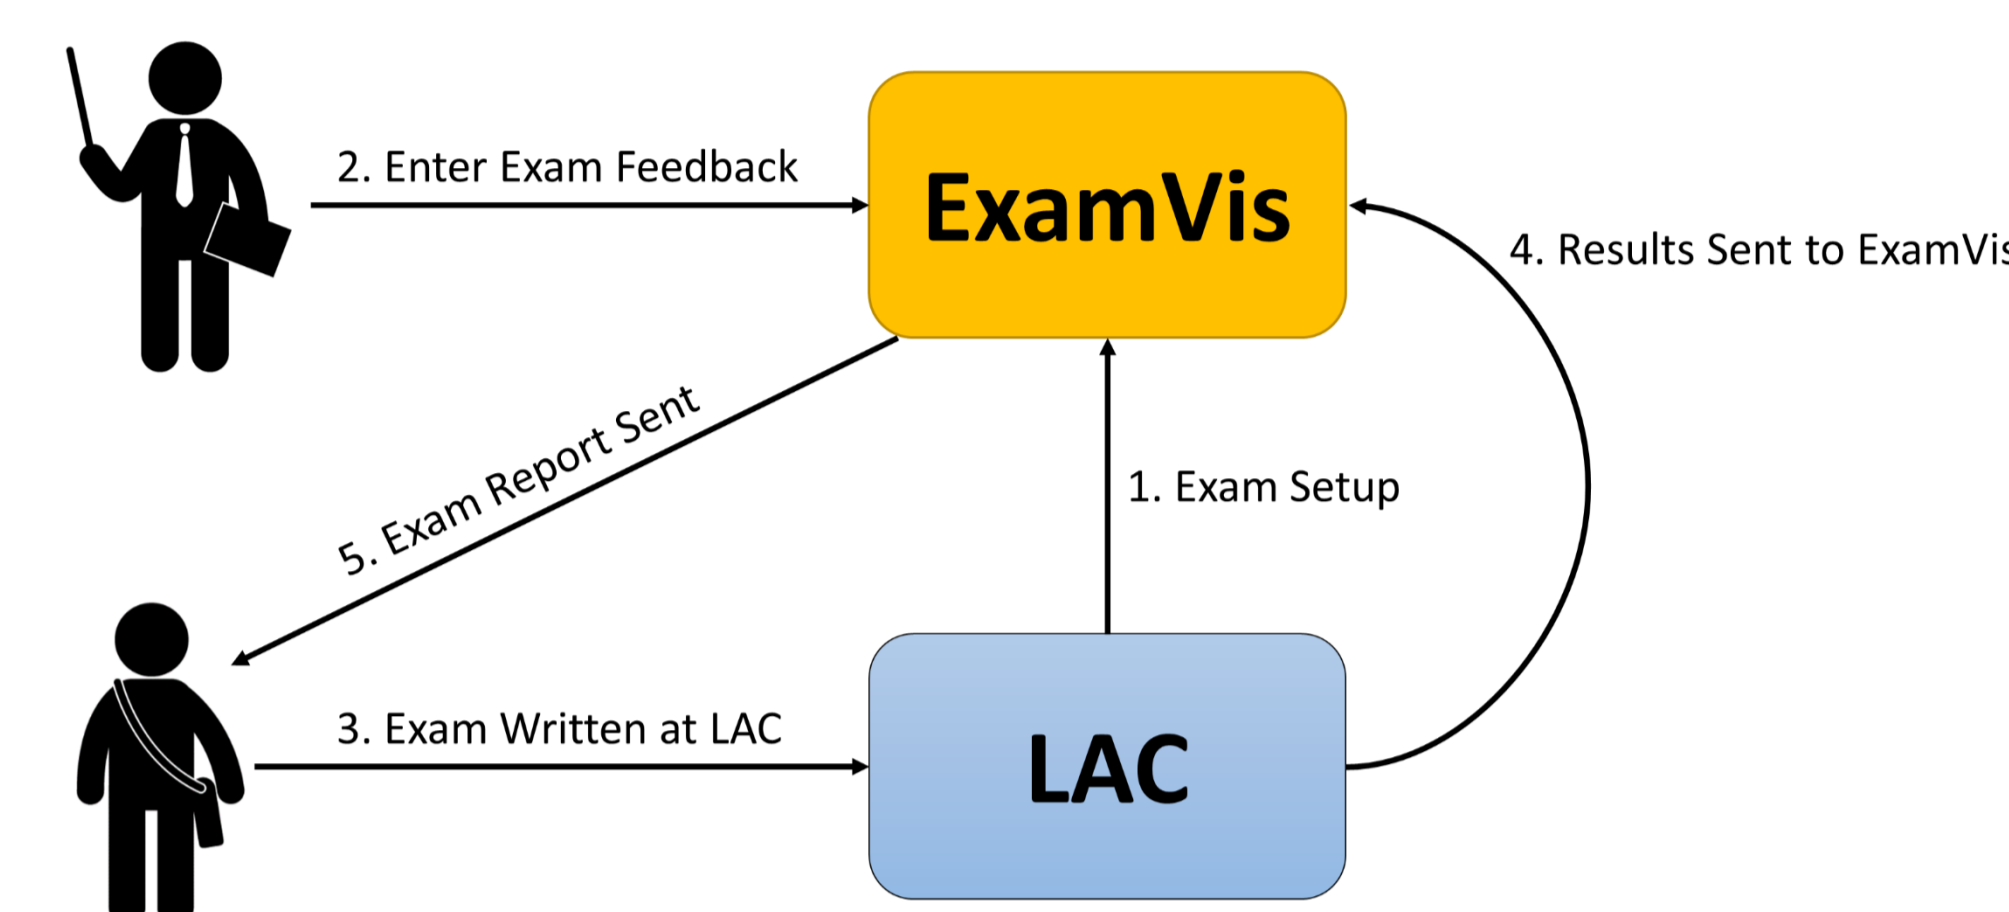 2. Enter Exam Feedback
ExamVis
4. Results Sent to ExamVis
5. Exam Report Sent
1. Exam Setup
3. Exam Written at LAC
LAC